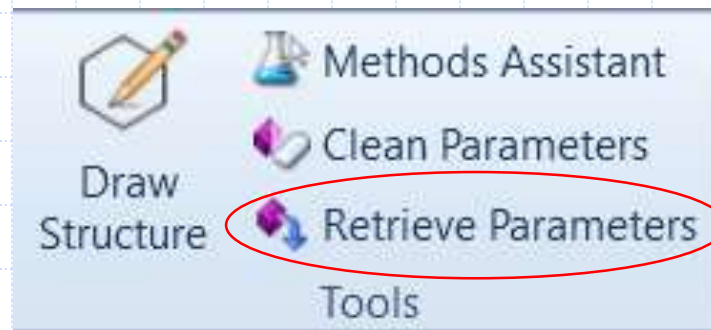 Draw
Structure
Methods Assistant
Clean Parameters
Retrieve Parameters
Tools